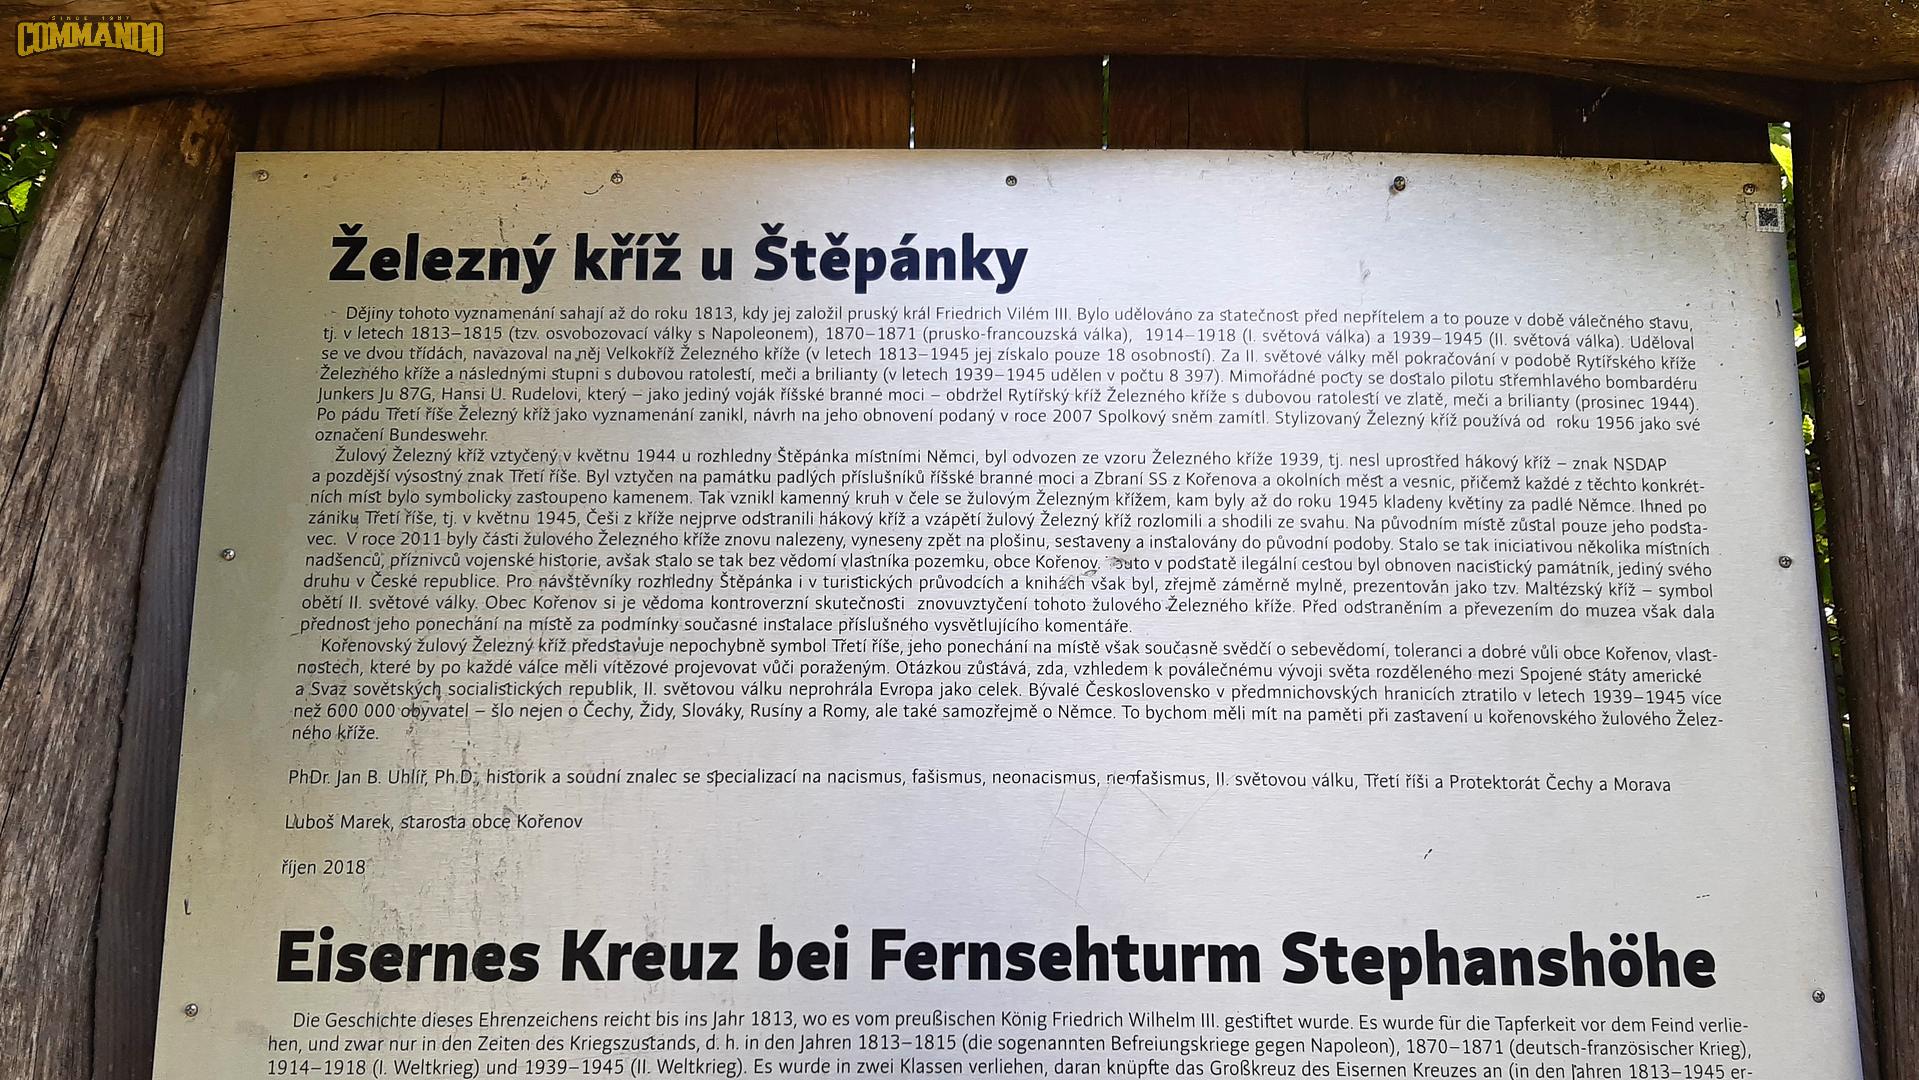 SINCE 1987
COMMANDO
Železný kříž u Štěpánky
Dějiny tohoto vyznamenání sahají až do roku 1813, kdy jej založil pruský král Friedrich Vilém III. Bylo udělováno za statečnost před nepřítelem a to pouze v době válečného stavu,
tj. v letech 1813–1815 (tzv. osvobozovací války s Napoleonem), 1870–1871 (prusko-francouzská válka), 1914–1918 (I. světová válka) a 1939–1945 (II. světová válka). Uděloval
se ve dvou třídách, navazoval na něj Velkokříž Železného kříže (v letech 1813–1945 jej získalo pouze 18 osobností). Za II. světové války měl pokračování v podobě Rytířského kříže
Železného kříže a následnými stupni s dubovou ratolestí, meči a brilianty (v letech 1939–1945 udělen v počtu 8 397). Mimořádné pocty se dostalo pilotu střemhlavého bombardéru
Junkers Ju 87G, Hansi U. Rudelovi, který – jako jediný voják říšské branné moci – obdržel Rytířský kříž Železného kříže s dubovou ratolestí ve zlatě, meči a brilianty (prosinec 1944).
Po pádu Třetí říše Železný kříž jako vyznamenání zanikl, návrh na jeho obnovení podaný v roce 2007 Spolkový sněm zamítl. Stylizovaný Železný kříž používá od roku 1956 jako své
označení Bundeswehr.
Žulový Železný kříž vztyčený v květnu 1944 u rozhledny Štěpánka místními Němci, byl odvozen ze vzoru Železného kříže 1939, tj. nesl uprostřed hákový kříž – znak NSDAP
a pozdější výsostný znak Třetí říše. Byl vztyčen na památku padlých příslušníků říšské branné moci a Zbraní SS z Kořenova a okolních měst a vesnic, přičemž každé z těchto konkrét-
ních míst bylo symbolicky zastoupeno kamenem. Tak vznikl kamenný kruh v čele se žulovým Železným křížem, kam byly až do roku 1945 kladeny květiny za padlé Němce. Ihned po
zániku Třetí říše, tj. v květnu 1945, Češi z kříže nejprve odstranili hákový kříž a vzápětí žulový Železný kříž rozlomili a shodili ze svahu. Na původním místě zůstal pouze jeho podsta-
vec. V roce 2011 byly části žulového Železného kříže znovu nalezeny, vyneseny zpět na plošinu, sestaveny a instalovány do původní podoby. Stalo se tak iniciativou několika místních
nadšenců, příznivců vojenské historie, avšak stalo se tak bez vědomí vlastníka pozemku, obce Kořenov. v podstatě ilegální cestou byl obnoven nacistický památník, jediný svého
druhu v České republice. Pro návštěvníky rozhledny Štěpánka i v turistických průvodcích a knihách však byl, zřejmě záměrně mylně, prezentován jako tzv. Maltézský kříž – symbol
obětí II. světové války. Obec Kořenov si je vědoma kontroverzní skutečnosti znovuvztyčení tohoto žulového Železného kříže. Před odstraněním a převezením do muzea však dala
přednost jeho ponechání na místě za podmínky současné instalace příslušného vysvětlujícího komentáře.
Kořenovský žulový Železný kříž představuje nepochybně symbol Třetí říše, jeho ponechání na místě však současně svědčí o sebevědomí, toleranci a dobré vůli obce Kořenov, vlast-
nostech, které by po každé válce měli vítězové projevovat vůči poraženým. Otázkou zůstává, zda, vzhledem k poválečnému vývoji světa rozděleného mezi Spojené státy americké
a Svaz sovětských socialistických republik, II. světovou válku neprohrála Evropa jako celek. Bývalé Československo v předmnichovských hranicích ztratilo v letech 1939–1945 více
než 600 000 obyvatel – šlo nejen o Čechy, Židy, Slováky, Rusíny a Romy, ale také samozřejmě o Němce. To bychom měli mít na paměti při zastavení u kořenovského žulového Želez-
ného kříže.
PhDr. Jan B. Uhlíř, Ph.D., historik a soudní znalec se specializací na nacismus, fašismus, neonacismus, neofašismus, II. světovou válku, Třetí říši a Protektorát Čechy a Morava
Luboš Marek, starosta obce Kořenov
říjen 2018
Eisernes Kreuz bei Fernsehturm Stephanshöhe
Die Geschichte dieses Ehrenzeichens reicht bis ins Jahr 1813, wo es vom preußischen König Friedrich Wilhelm III. gestiftet wurde. Es wurde für die Tapferkeit vor dem Feind verlie-
hen, und zwar nur in den Zeiten des Kriegszustands, d. h. in den Jahren 1813–1815 (die sogenannten Befreiungskriege gegen Napoleon), 1870–1871 (deutsch-französischer Krieg),
1914–1918 (I. Weltkrieg) und 1939–1945 (II. Weltkrieg). Es wurde in zwei Klassen verliehen, daran knüpfte das Großkreuz des Eisernen Kreuzes an (in den Jahren 1813–1945 er-